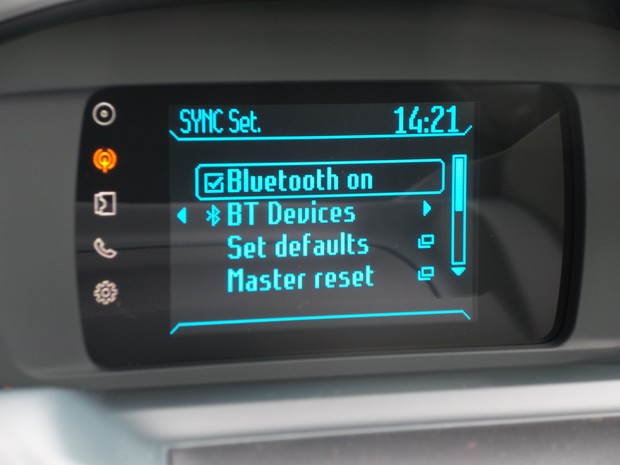 SYNC Set. 14:21
Bluetooth on
BT Devices
Set defaults
Master reset